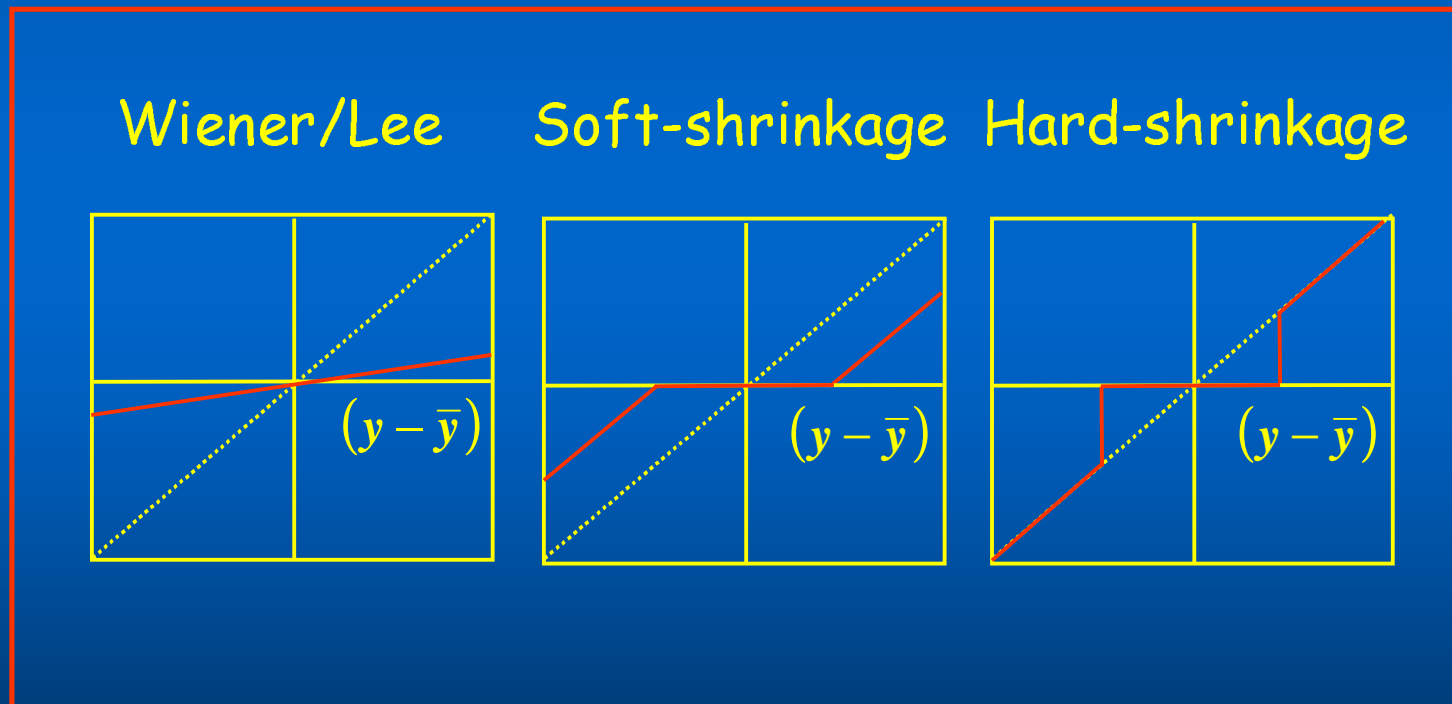 Wiener/Lee Soft-shrinkage Hard-shrinkage
(y − ȳ) (y − ȳ) (y − ȳ)